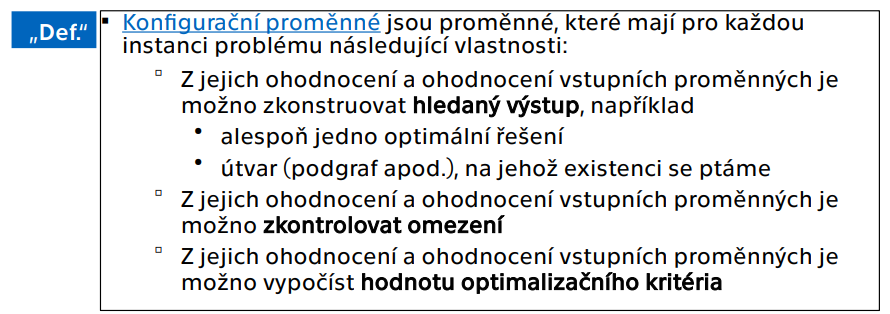 „Def.“
▪ Konfigurační proměnné jsou proměnné, které mají pro každou
instanci problému následující vlastnosti:
▫ Z jejich ohodnocení a ohodnocení vstupních proměnných je
možno zkonstruovat hledaný výstup, například
• alespoň jedno optimální řešení
• útvar (podgraf apod.), na jehož existenci se ptáme
▫ Z jejich ohodnocení a ohodnocení vstupních proměnných je
možno zkontrolovat omezení
▫ Z jejich ohodnocení a ohodnocení vstupních proměnných je
možno vypočíst hodnotu optimalizačního kritéria